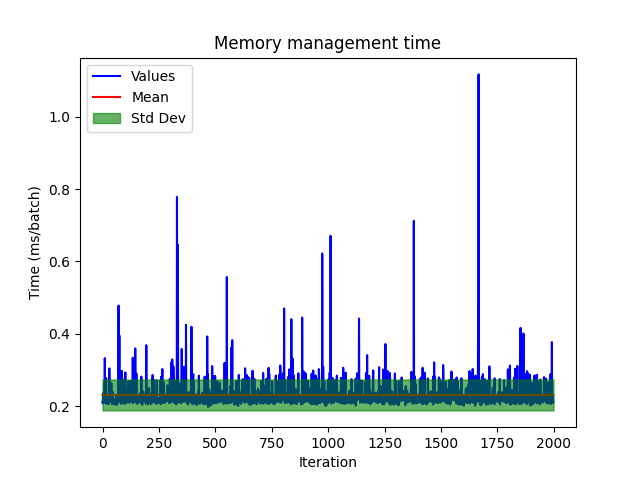 Memory management time
Values
Mean
Std Dev
Time (ms/batch)
1.0
0.8
0.6
0.4
0.2
0 250 500 750 1000 1250 1500 1750 2000
Iteration